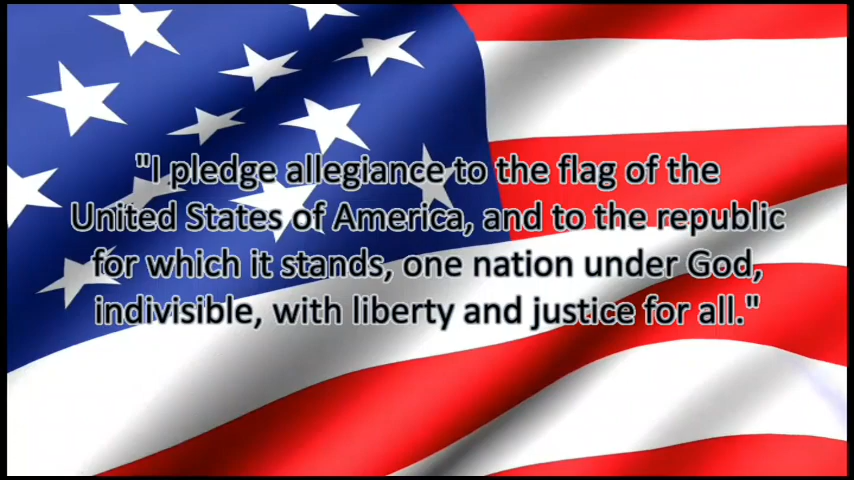 "I pledge allegiance to the flag of the
United States of America, and to the republic
for which it stands, one nation under God,
indivisible, with liberty and justice for all."